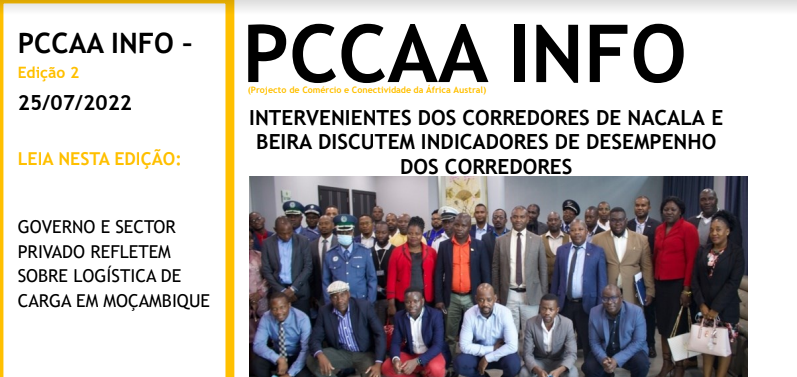 PCCAA INFO –
Edição 2
25/07/2022
LEIA NESTA EDIÇÃO:
GOVERNO E SECTOR
PRIVADO REFLETEM
SOBRE LOGÍSTICA DE
CARGA EM MOÇAMBIQUE
PCCAA INFO
(Projecto de Comércio e Conectividade da África Austral)
INTERVENIENTES DOS CORREDORES DE NACALA E
BEIRA DISCUTEM INDICADORES DE DESEMPENHO
DOS CORREDORES